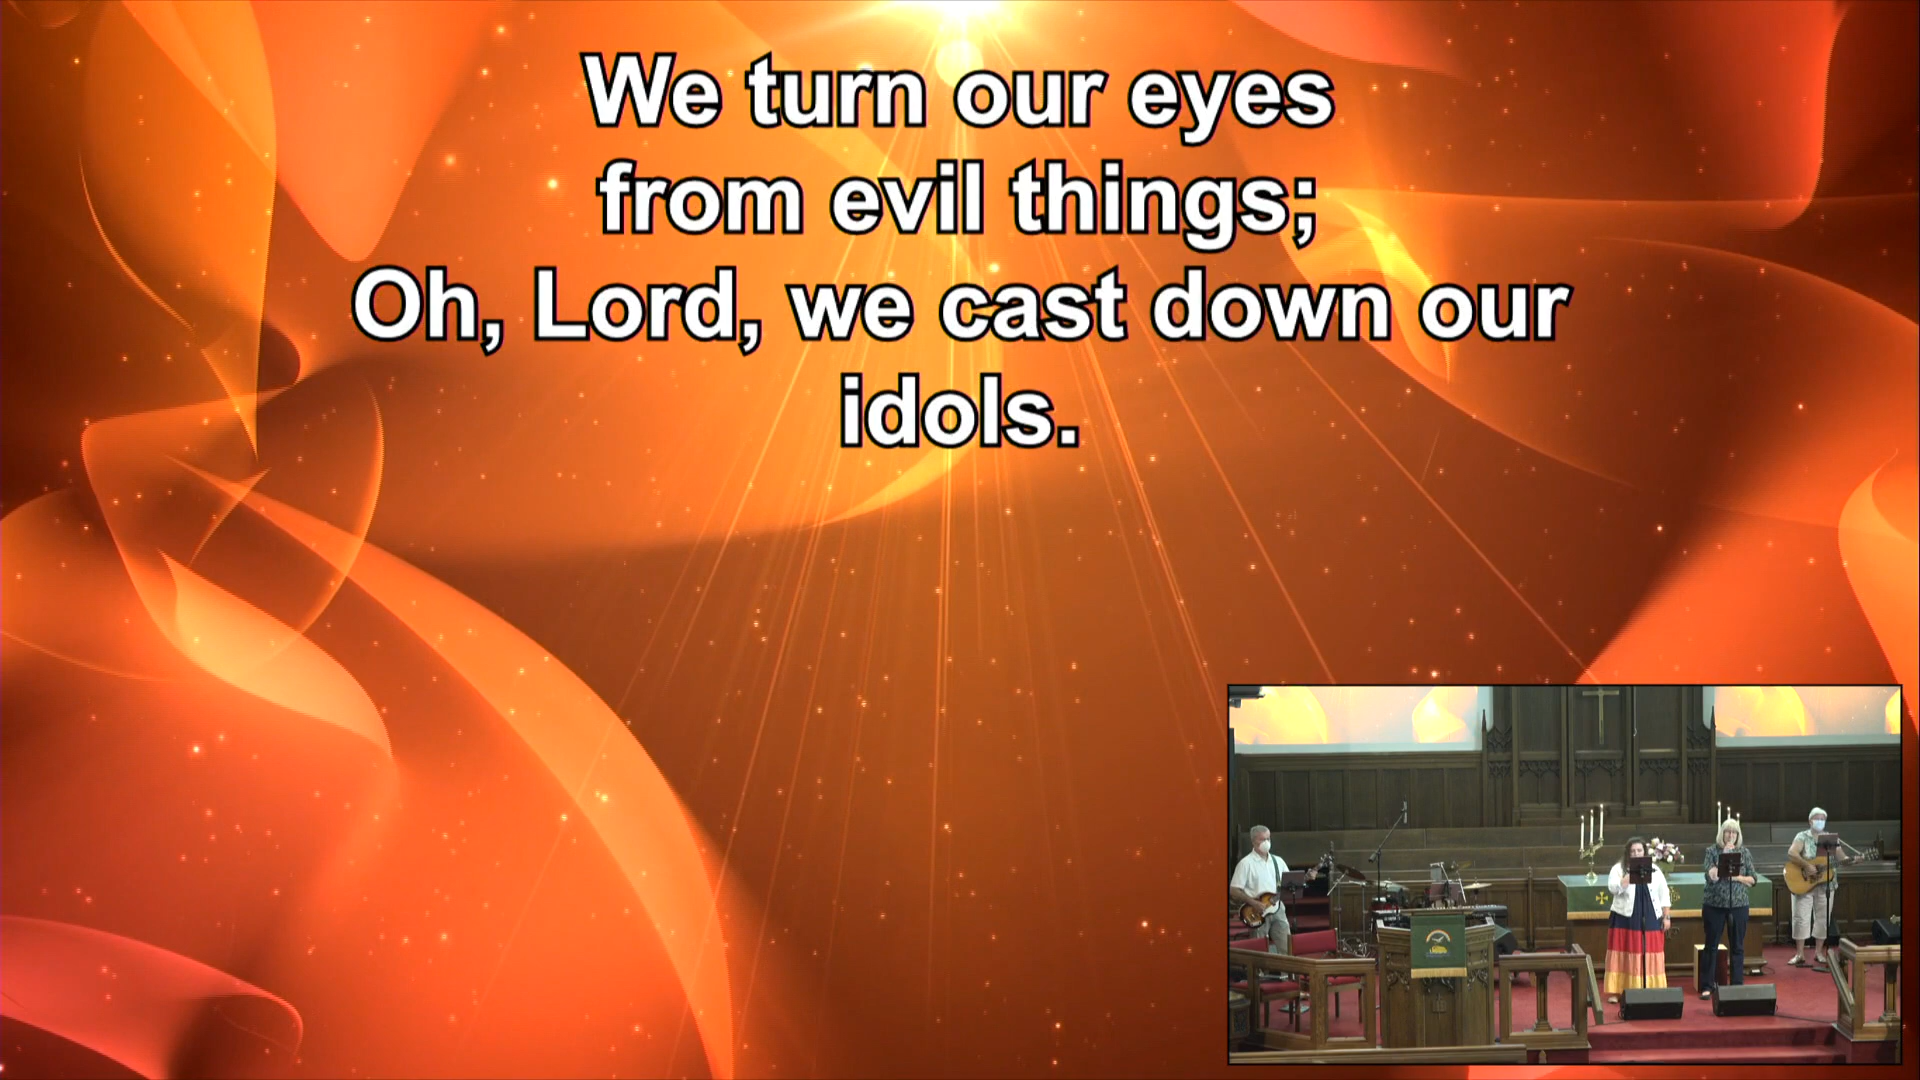 We turn our eyes
from evil things;
Oh, Lord, we cast down our
idols.